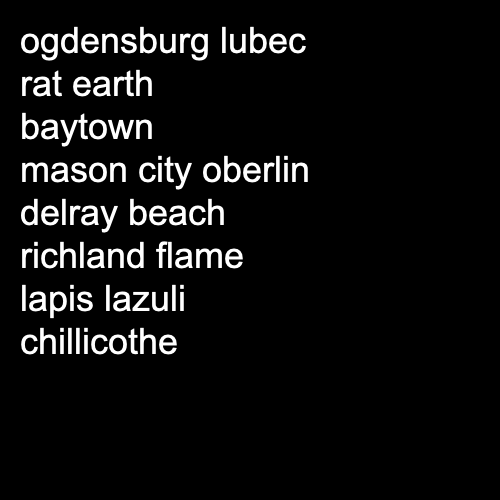 ogdensburg lubec
rat earth
baytown
mason city oberlin
delray beach
richland flame
lapis lazuli
chillicothe